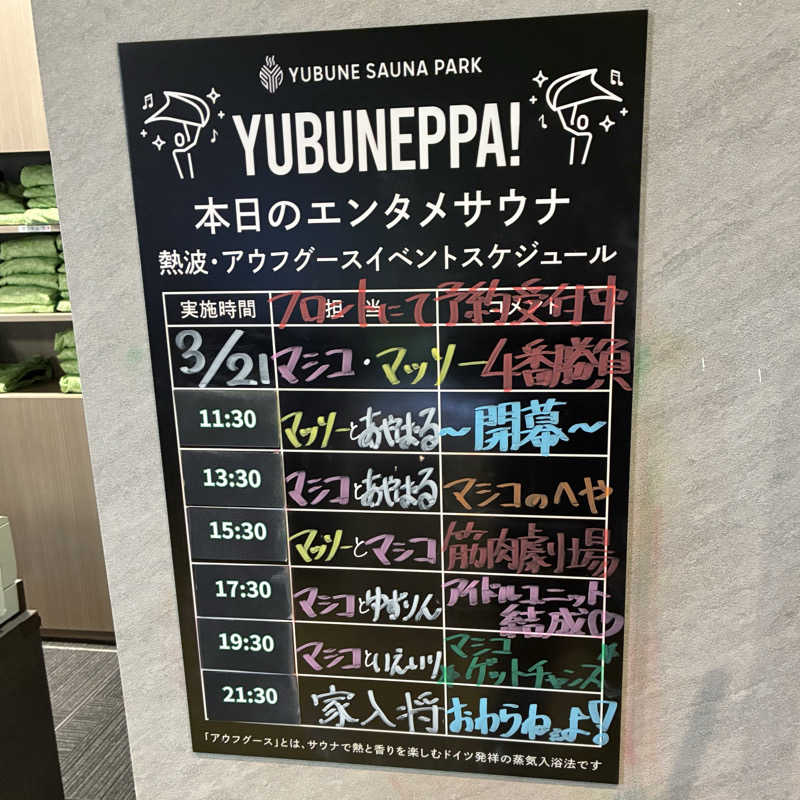 YUBUNE SAUNA PARK
YUBUNEPPA!
本日のエンタメサウナ
熱波・アウフグースイベントスケジュール
実施時間 担当 コメント
フロントにて予約受付中
3/21 マシコ・マッソー4番勝負
11:30 マッソーとあやはる ～開幕～
13:30 マシコとあやはる マシコのへや
15:30 マッソーとマシコ 筋肉劇場
17:30 マシコとゆずりん アイドルユニット
結成♡
19:30 マシコといえいり マシコ
ゲットチャンス
21:30 家入将 おわらねぇよ!
「アウフグース」とは、サウナで熱と香りを楽しむドイツ発祥の蒸気入浴法です